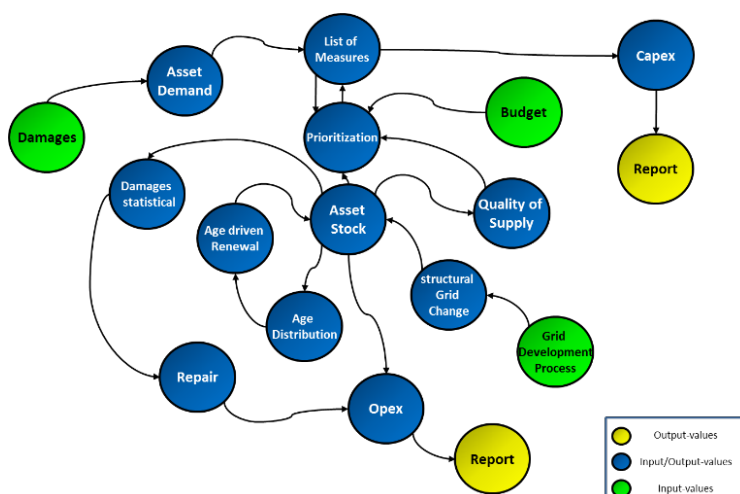 List of
Measures
Capex
Asset
Demand
Budget
Damages
Prioritization
Report
Damages
statistical
Quality of
Supply
Asset
Stock
Age driven
Renewal
structural
Grid
Change
Age
Distribution
Grid
Development
Process
Repair
Opex
Report
Output-values
Input/Output-values
Input-values